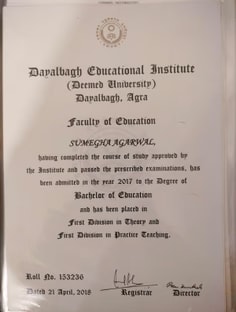 Dayalbagh Educational Institute
(Deemed University)
Dayalbagh, Agra
Faculty of Education
SUMEGHA AGARWAL,
having completed the course of study approved by
the Institute and passed the prescribed examinations, has
been admitted in the year 2017 to the Degree of
Bachelor of Education
and has been placed in
First Division in Theory and
First Division in Practice Teaching.
Roll No. 153236
Dated 21 April, 2018
Registrar
Director